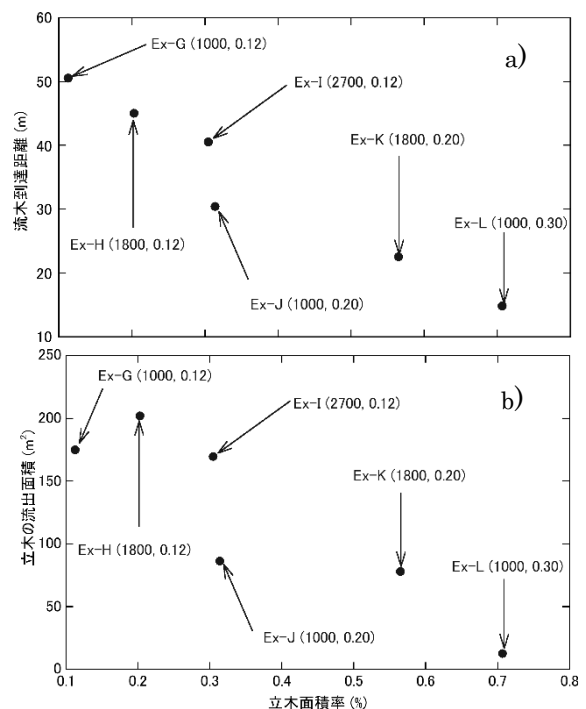 60
50
40
30
20
10
流木到達距離 (m)
a)
Ex-G (1000, 0.12)
Ex-I (2700, 0.12)
Ex-K (1800, 0.20)
Ex-L (1000, 0.30)
Ex-H (1800, 0.12)
Ex-J (1000, 0.20)
250
200
150
100
50
0
立木の流出面積 (m²)
b)
Ex-G (1000, 0.12)
Ex-I (2700, 0.12)
Ex-K (1800, 0.20)
Ex-H (1800, 0.12)
Ex-L (1000, 0.30)
Ex-J (1000, 0.20)
0.1 0.2 0.3 0.4 0.5 0.6 0.7 0.8
立木面積率 (%)